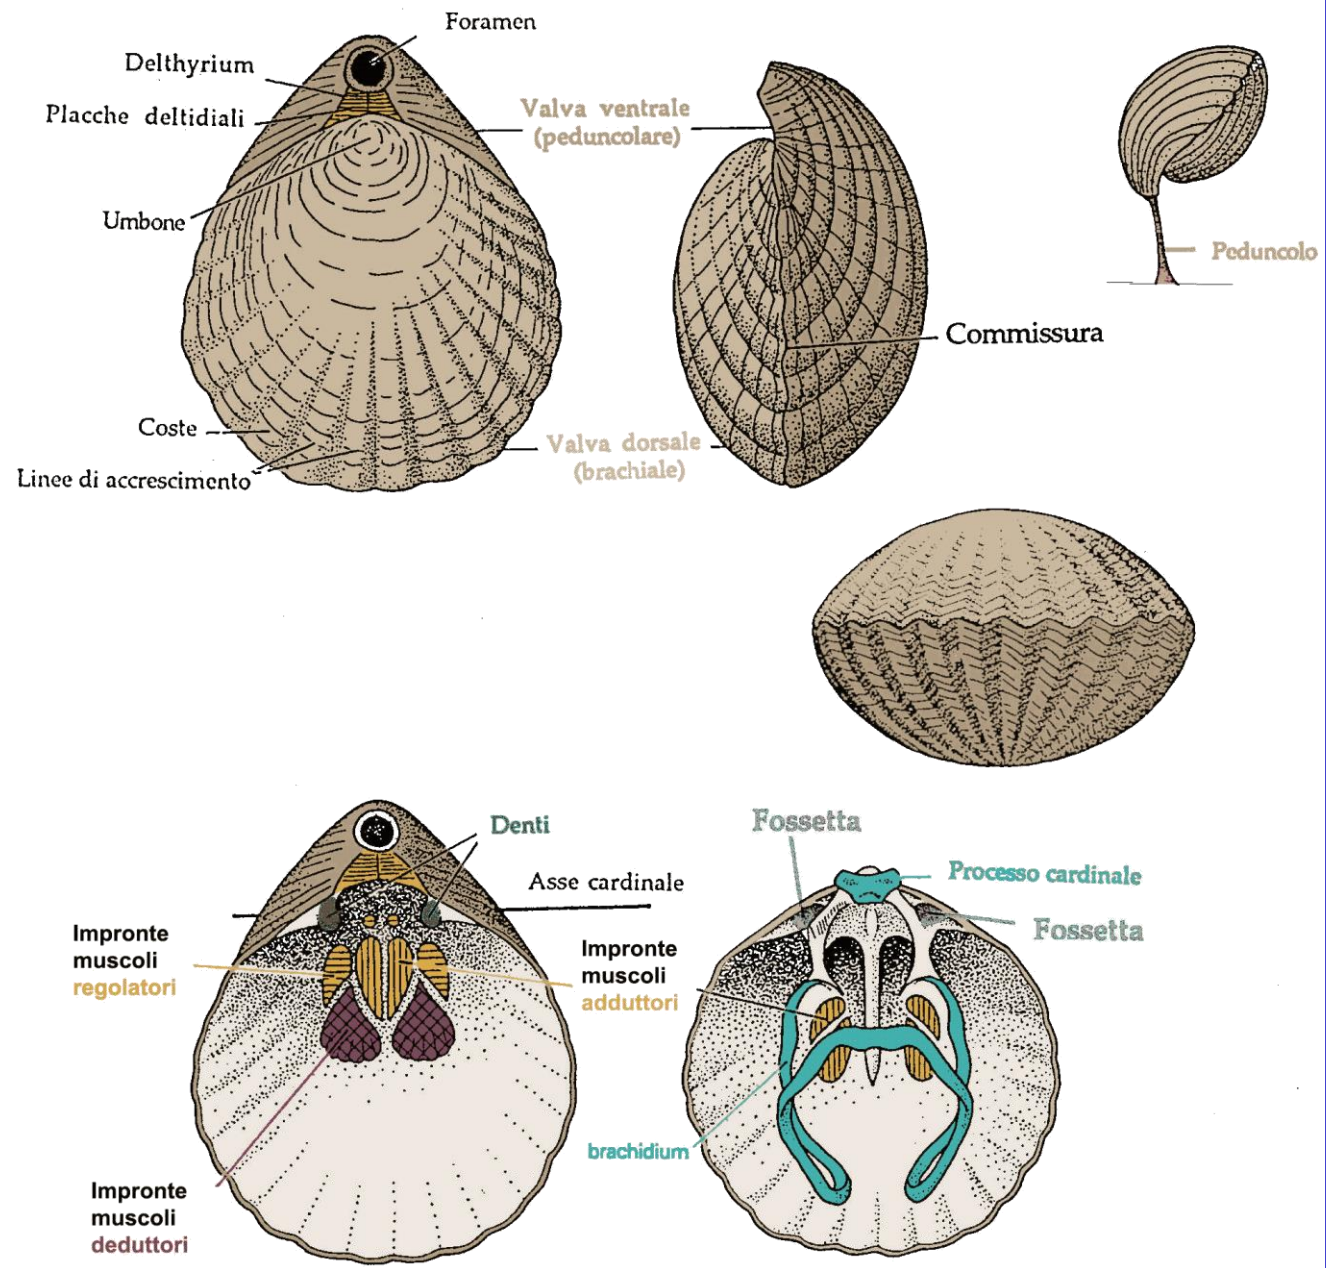 Foramen
Delthyrium
Placche deltidiali
Valva ventrale
(peduncolare)
Umbone
Peduncolo
Commissura
Coste
Linee di accrescimento
Valva dorsale
(brachiale)
Denti
Asse cardinale
Impronte
muscoli
regolatori
Impronte
muscoli
adduttori
Impronte
muscoli
deduttori
Fossetta
Processo cardinale
Fossetta
brachidium